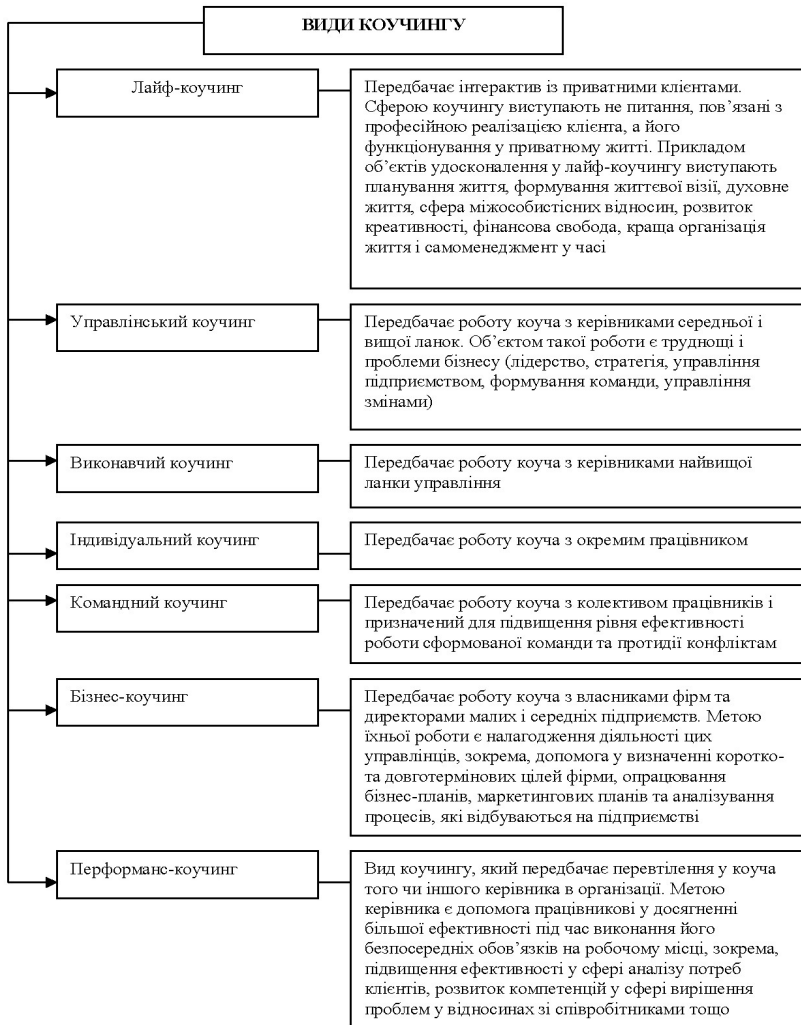 ВИДИ КОУЧИНГУ
Лайф-коучинг
Передбачає інтерактив із приватними клієнтами.
Сферою коучингу виступають не питання, пов’язані з
професійною реалізацією клієнта, а його
функціонування у приватному житті. Прикладом
об’єктів удосконалення у лайф-коучингу виступають
планування життя, формування життєвої візії, духовне
життя, сфера міжособистісних відносин, розвиток
креативності, фінансова свобода, краща організація
життя і самоменеджмент у часі
Управлінський коучинг
Передбачає роботу коуча з керівниками середньої і
вищої ланок. Об’єктом такої роботи є труднощі і
проблеми бізнесу (лідерство, стратегія, управління
підприємством, формування команди, управління
змінами)
Виконавчий коучинг
Передбачає роботу коуча з керівниками найвищої
ланки управління
Індивідуальний коучинг
Передбачає роботу коуча з окремим працівником
Командний коучинг
Передбачає роботу коуча з колективом працівників і
призначений для підвищення рівня ефективності
роботи сформованої команди та протидії конфліктам
Бізнес-коучинг
Передбачає роботу коуча з власниками фірм та
директорами малих і середніх підприємств. Метою
їхньої роботи є налагодження діяльності цих
управлінців, зокрема, допомога у визначенні коротко-
та довготермінових цілей фірми, опрацювання
бізнес-планів, маркетингових планів та аналізування
процесів, які відбуваються на підприємстві
Перформанс-коучинг
Вид коучингу, який передбачає перевтілення у коуча
того чи іншого керівника в організації. Метою
керівника є допомога працівникові у досягненні
більшої ефективності під час виконання його
безпосередніх обов’язків на робочому місці, зокрема,
підвищення ефективності у сфері аналізу потреб
клієнтів, розвиток компетенцій у сфері вирішення
проблем у відносинах зі співробітниками тощо